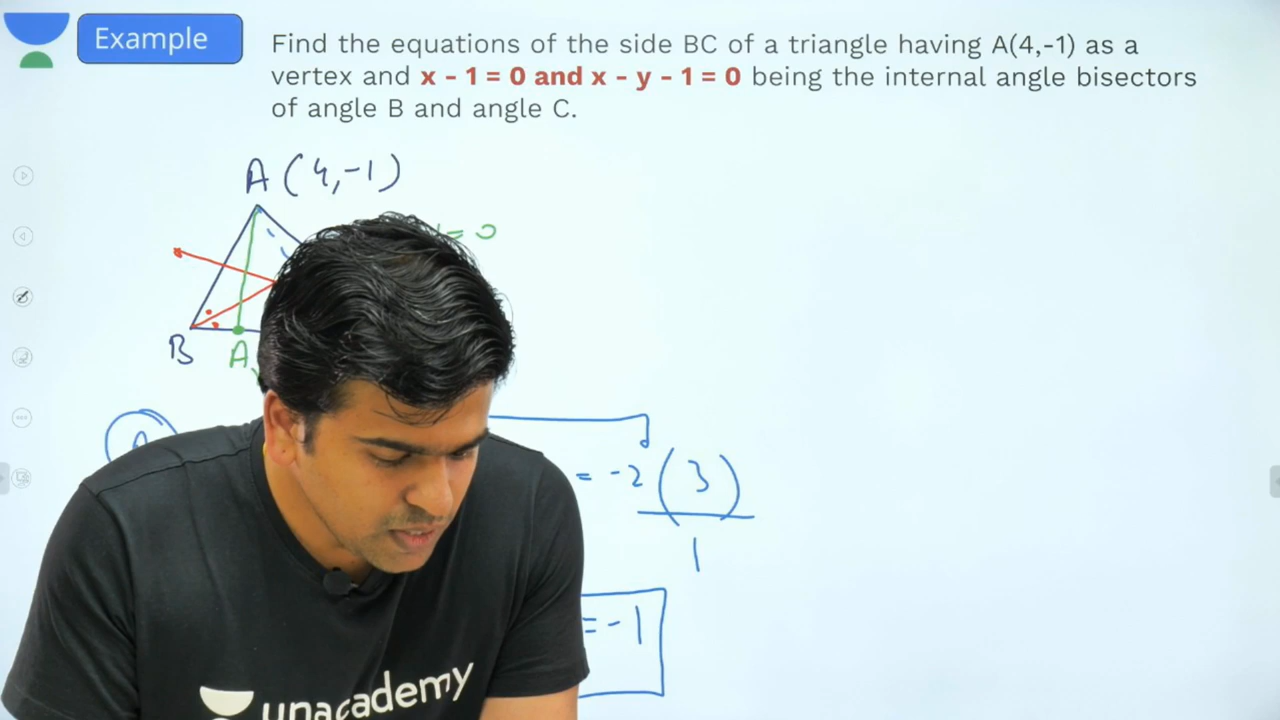 Example
Find the equations of the side BC of a triangle having A(4,-1) as a
vertex and x - 1 = 0 and x - y - 1 = 0 being the internal angle bisectors
of angle B and angle C.
A (4,-1)
= 0
B
A
= -2 (3)
1
= -1
unacademy